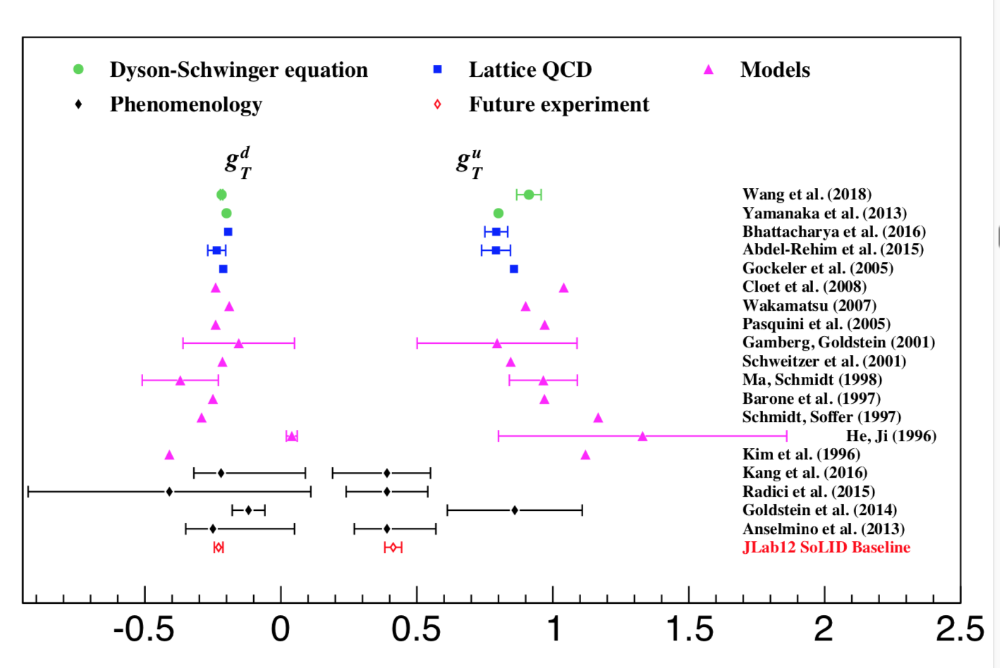 Dyson-Schwinger equation Lattice QCD Models
Phenomenology Future experiment
g_T^d g_T^u
Wang et al. (2018)
Yamanaka et al. (2013)
Bhattacharya et al. (2016)
Abdel-Rehim et al. (2015)
Gockeler et al. (2005)
Cloet et al. (2008)
Wakamatsu (2007)
Pasquini et al. (2005)
Gamberg, Goldstein (2001)
Schweitzer et al. (2001)
Ma, Schmidt (1998)
Barone et al. (1997)
Schmidt, Soffer (1997)
He, Ji (1996)
Kim et al. (1996)
Kang et al. (2016)
Radici et al. (2015)
Goldstein et al. (2014)
Anselmino et al. (2013)
JLab12 SoLID Baseline
-0.5 0 0.5 1 1.5 2 2.5